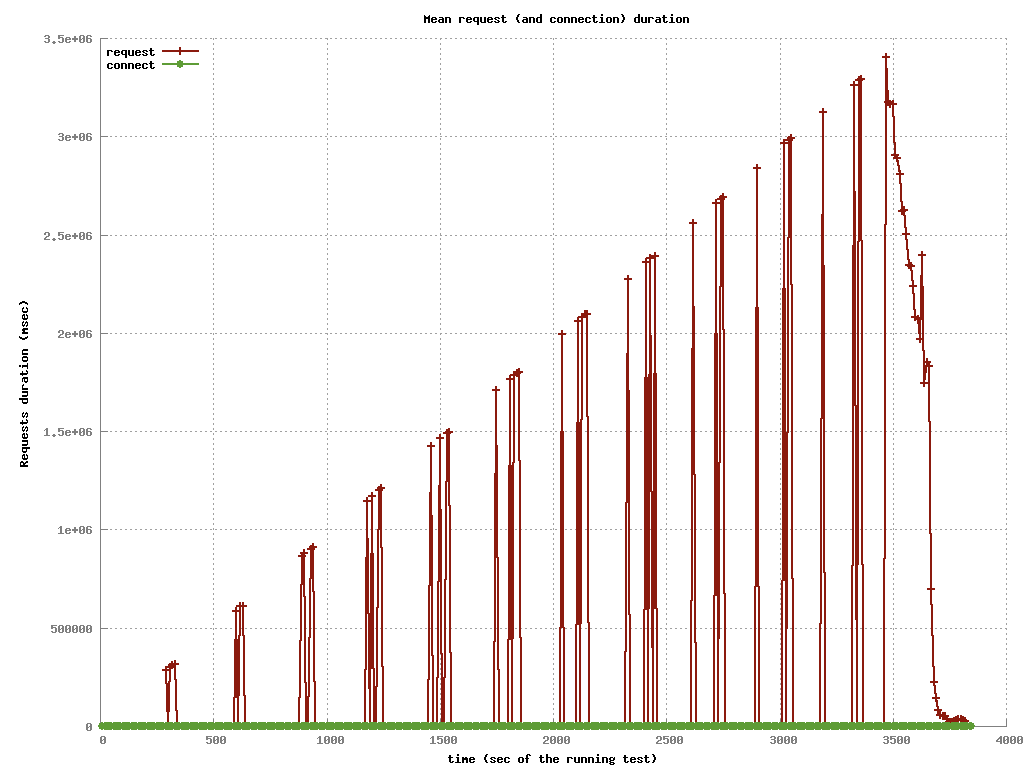 Mean request (and connection) duration
3.5e+06
request
connect
3e+06
2.5e+06
2e+06
1.5e+06
1e+06
500000
0
Requests duration (msec)
0 500 1000 1500 2000 2500 3000 3500 4000
time (sec of the running test)